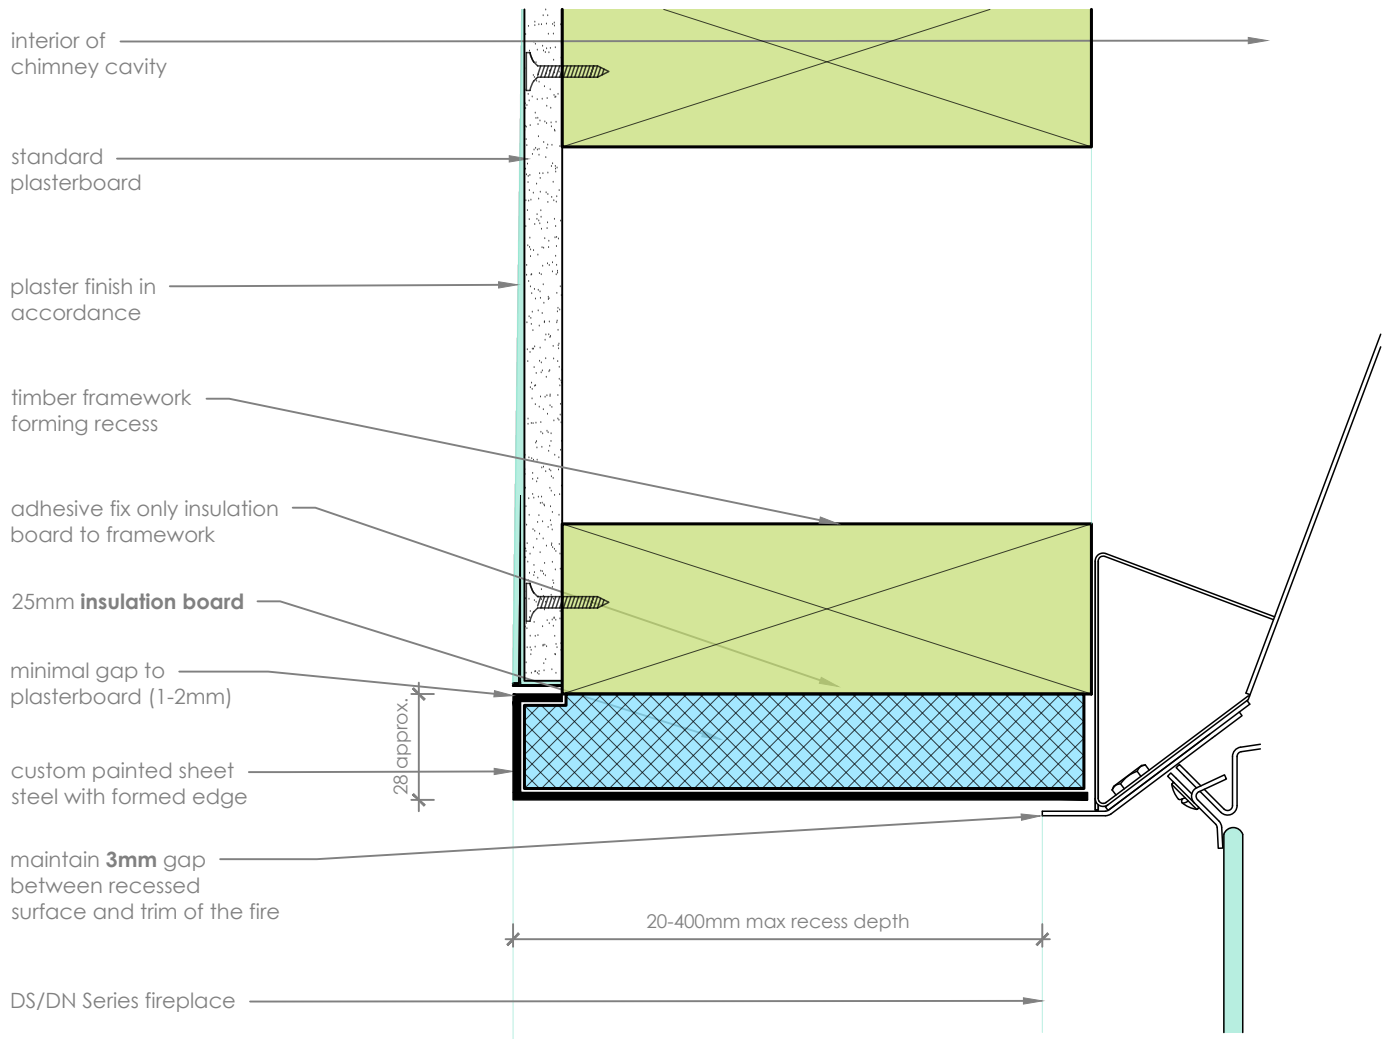 interior of
chimney cavity
standard
plasterboard
plaster finish in
accordance
timber framework
forming recess
adhesive fix only insulation
board to framework
25mm insulation board
minimal gap to
plasterboard (1-2mm)
28 approx.
custom painted sheet
steel with formed edge
maintain 3mm gap
between recessed
surface and trim of the fire
20-400mm max recess depth
DS/DN Series fireplace